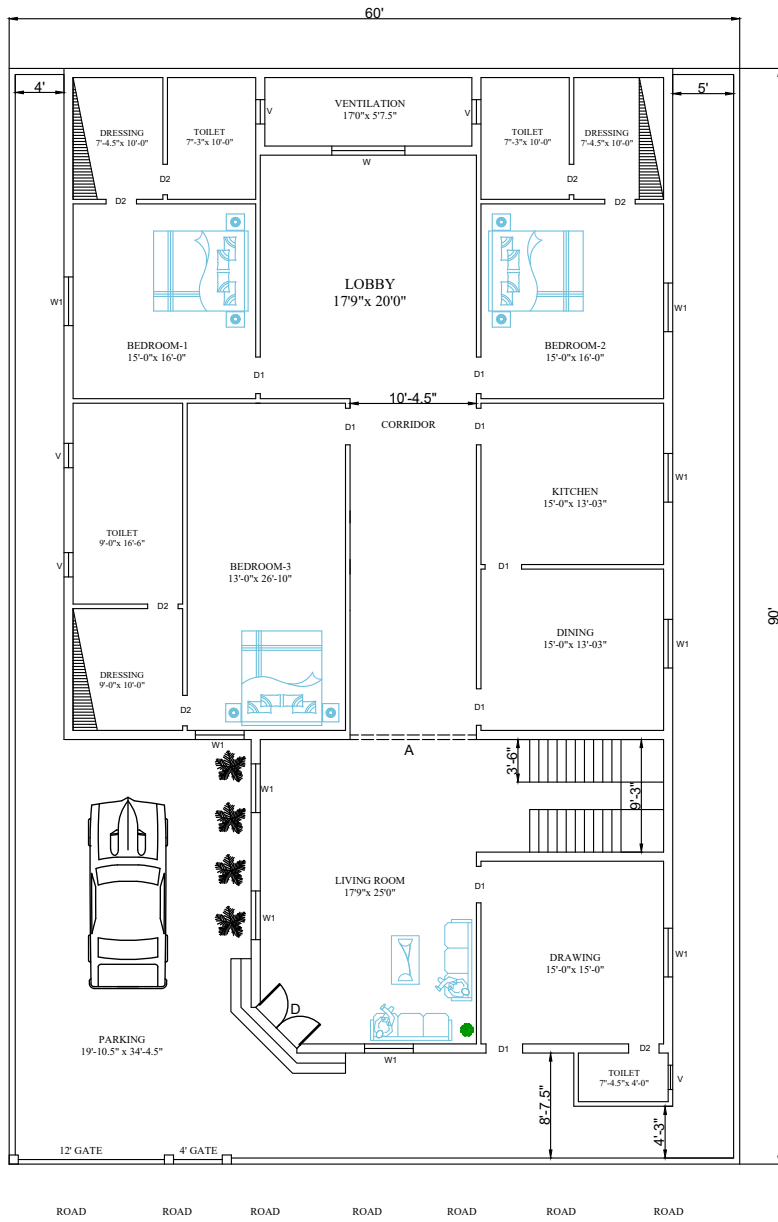 60'
4'
5'
VENTILATION
17'0"x 5'7.5"
V
V
DRESSING
7'-4.5"x 10'-0"
TOILET
7"-3"x 10'-0"
TOILET
7"-3"x 10'-0"
DRESSING
7'-4.5"x 10'-0"
W
D2
D2
D2
D2
LOBBY
17'9"x 20'0"
W1
W1
BEDROOM-1
15'-0"x 16'-0"
BEDROOM-2
15'-0"x 16'-0"
D1
D1
10'-4.5"
CORRIDOR
D1
D1
V
W1
KITCHEN
15'-0"x 13'-03"
TOILET
9'-0"x 16'-6"
V
BEDROOM-3
13'-0"x 26'-10"
D1
D2
90'
DINING
15'-0"x 13'-03"
W1
DRESSING
9'-0"x 10'-0"
D2
D1
W1
A
3'-6"
9'-3"
W1
LIVING ROOM
17'9"x 25'0"
D1
W1
DRAWING
15'-0"x 15'-0"
W1
D
PARKING
19'-10.5" x 34'-4.5"
W1
D1
D2
TOILET
7"-4.5"x 4'-0"
V
8'-7.5"
4'-3"
12' GATE
4' GATE
ROAD ROAD ROAD ROAD ROAD ROAD ROAD